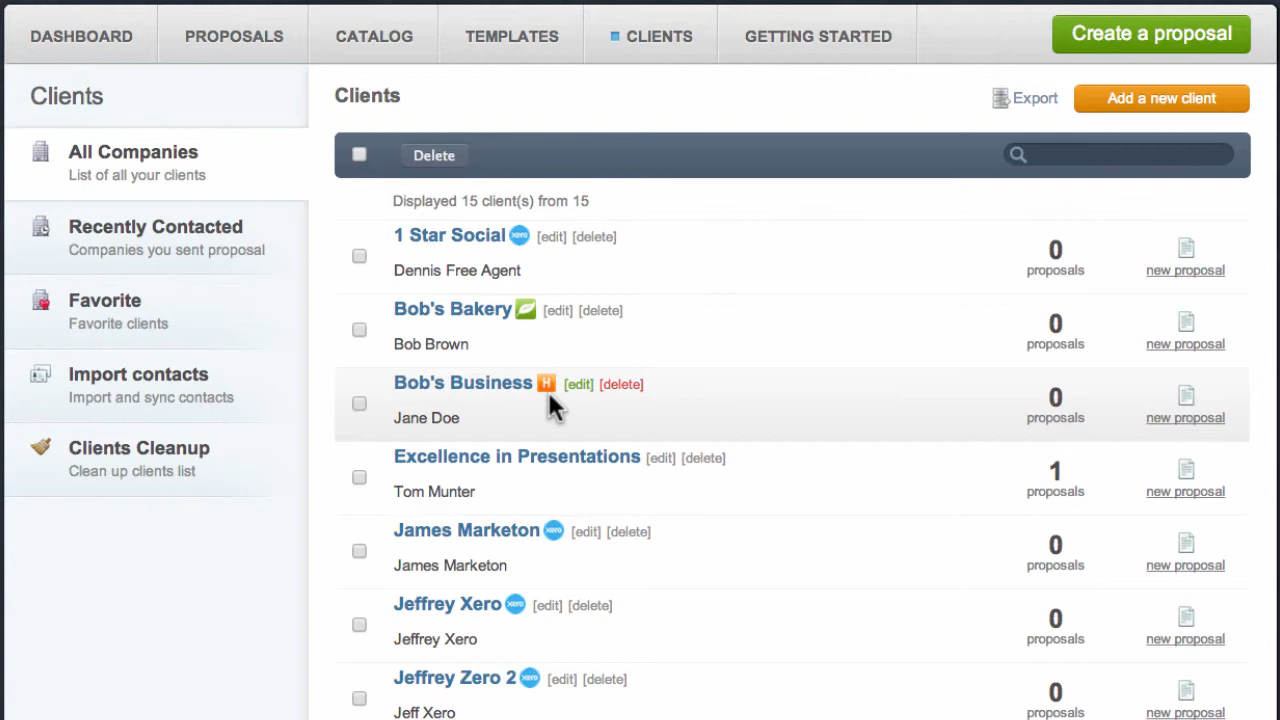 DASHBOARD
PROPOSALS
CATALOG
TEMPLATES
CLIENTS
GETTING STARTED
Create a proposal
Clients
All Companies
List of all your clients
Recently Contacted
Companies you sent proposal
Favorite
Favorite clients
Import contacts
Import and sync contacts
Clients Cleanup
Clean up clients list
Clients
Export
Add a new client
Delete
Displayed 15 client(s) from 15
1 Star Social xero [edit] [delete]
Dennis Free Agent
0
proposals
new proposal
Bob's Bakery [edit] [delete]
Bob Brown
0
proposals
new proposal
Bob's Business H [edit] [delete]
Jane Doe
0
proposals
new proposal
Excellence in Presentations [edit] [delete]
Tom Munter
1
proposals
new proposal
James Marketon xero [edit] [delete]
James Marketon
0
proposals
new proposal
Jeffrey Xero xero [edit] [delete]
Jeffrey Xero
0
proposals
new proposal
Jeffrey Zero 2 xero [edit] [delete]
Jeff Xero
0
proposals
new proposal